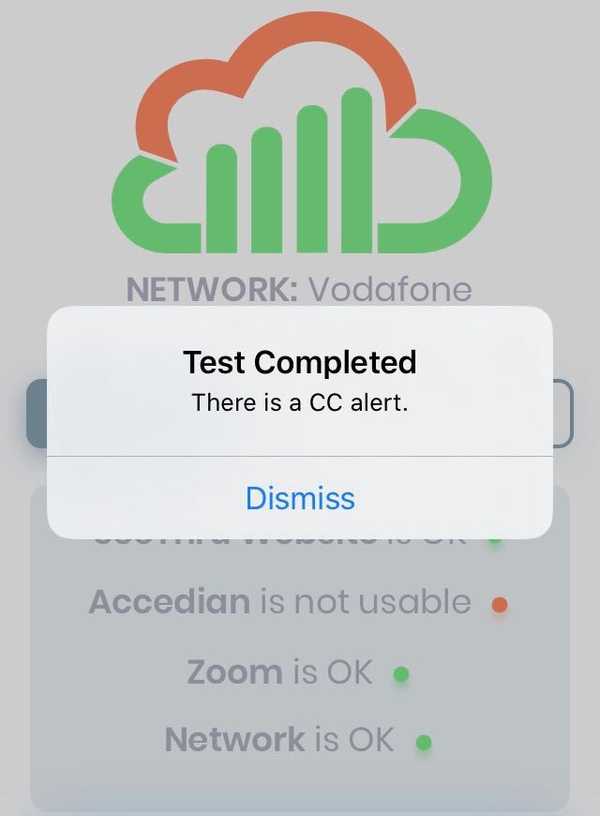 NETWORK: Vodafone
Test Completed
There is a CC alert.
Dismiss
Website is OK
Accedian is not usable
Zoom is OK
Network is OK